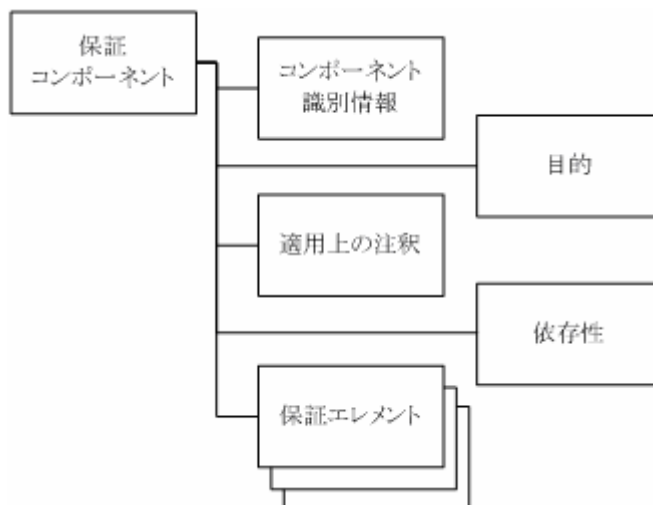 保証
コンポーネント
コンポーネント
識別情報
目的
適用上の注釈
依存性
保証エレメント